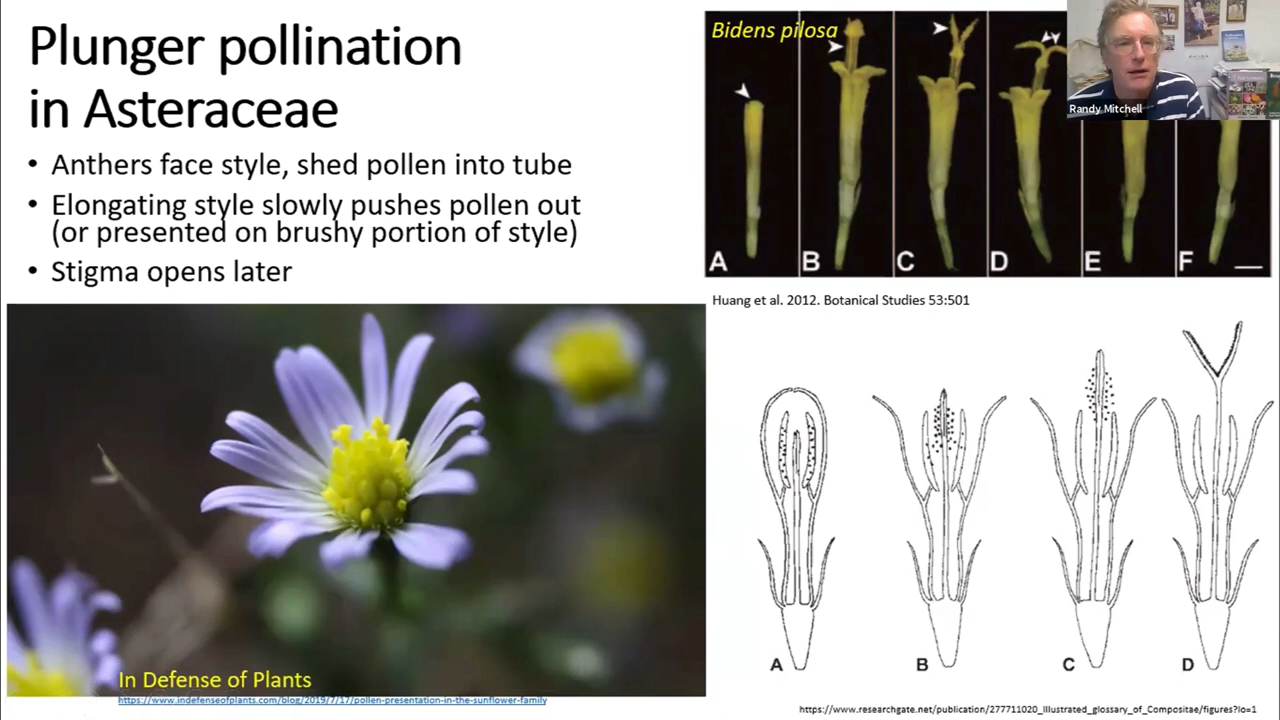 Plunger pollination
in Asteraceae
• Anthers face style, shed pollen into tube
• Elongating style slowly pushes pollen out
(or presented on brushy portion of style)
• Stigma opens later
Bidens pilosa
A B C D E F
Randy Mitchell
Huang et al. 2012. Botanical Studies 53:501
A B C D
In Defense of Plants
https://www.indefenseofplants.com/blog/2019/7/17/pollen-presentation-in-the-sunflower-family
https://www.researchgate.net/publication/277711020_Illustrated_glossary_of_Compositae/figures?lo=1